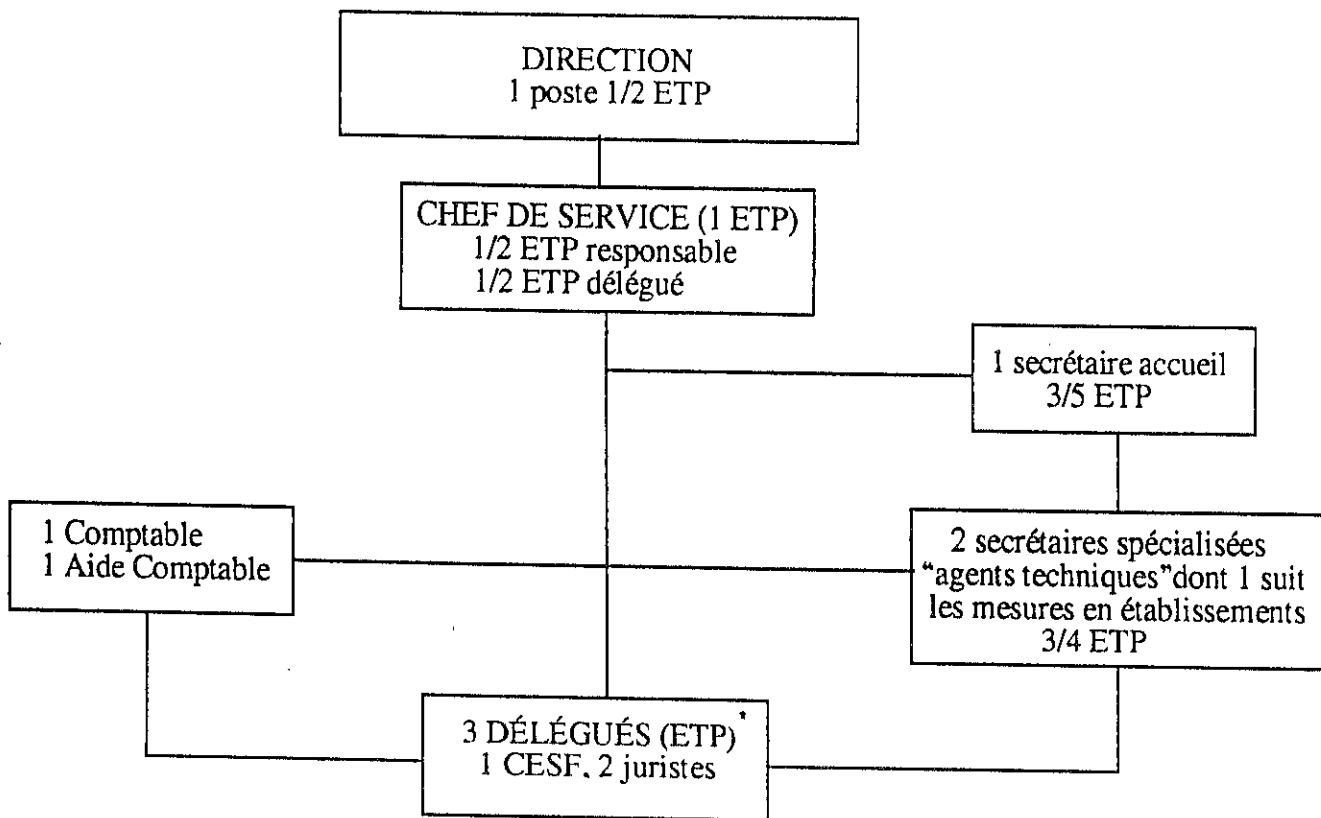 DIRECTION
1 poste 1/2 ETP
CHEF DE SERVICE (1 ETP)
1/2 ETP responsable
1/2 ETP délégué
1 secrétaire accueil
3/5 ETP
1 Comptable
1 Aide Comptable
2 secrétaires spécialisées
“agents techniques”dont 1 suit
les mesures en établissements
3/4 ETP
3 DÉLÉGUÉS (ETP)*
1 CESF, 2 juristes